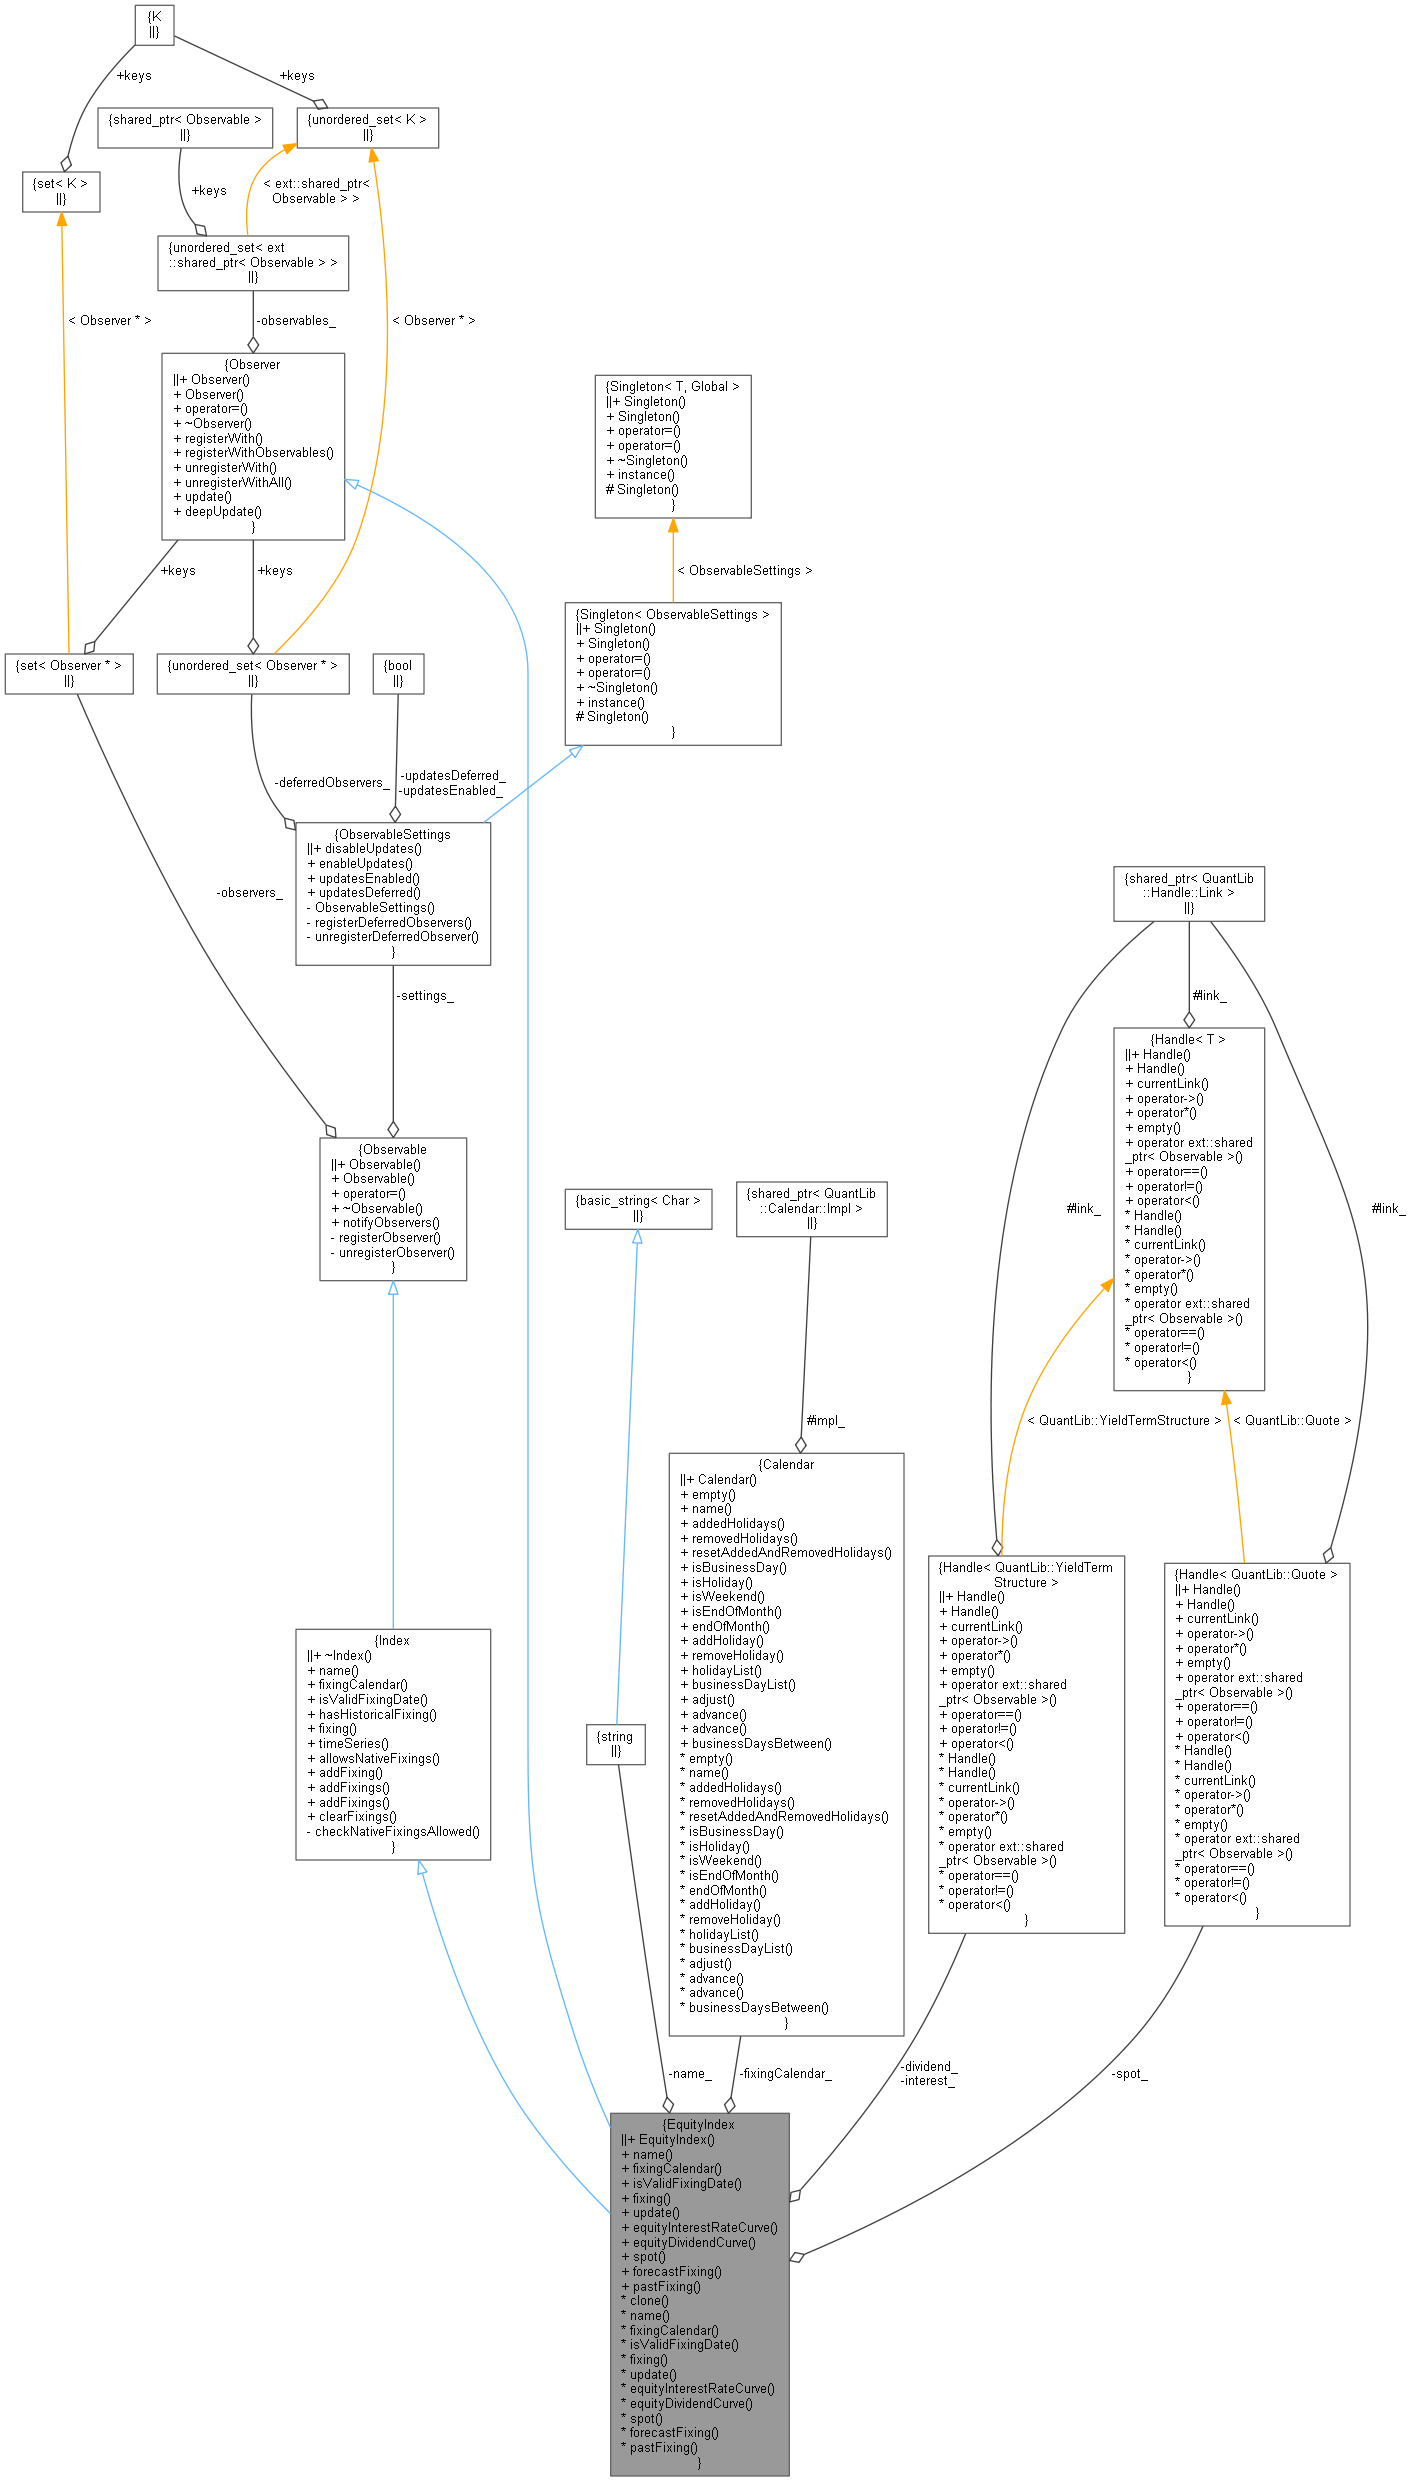 {K
||}
+keys
+keys
{shared_ptr< Observable >
||}
{unordered_set< K >
||}
{set< K >
||}
+keys
< ext::shared_ptr<
Observable > >
{unordered_set< ext
::shared_ptr< Observable > >
||}
< Observer * >
-observables_
< Observer * >
{Observer
||+ Observer()
+ Observer()
+ operator=()
+ ~Observer()
+ registerWith()
+ registerWithObservables()
+ unregisterWith()
+ unregisterWithAll()
+ update()
+ deepUpdate()
}
{Singleton< T, Global >
||+ Singleton()
+ Singleton()
+ operator=()
+ operator=()
+ ~Singleton()
+ instance()
# Singleton()
}
+keys
+keys
< ObservableSettings >
{Singleton< ObservableSettings >
||+ Singleton()
+ Singleton()
+ operator=()
+ operator=()
+ ~Singleton()
+ instance()
# Singleton()
}
{set< Observer * >
||}
{unordered_set< Observer * >
||}
{bool
||}
-deferredObservers_
-updatesDeferred_
-updatesEnabled_
-observers_
{ObservableSettings
||+ disableUpdates()
+ enableUpdates()
+ updatesEnabled()
+ updatesDeferred()
- ObservableSettings()
- registerDeferredObservers()
- unregisterDeferredObserver()
}
{shared_ptr< QuantLib
::Handle::Link >
||}
-settings_
#link_
{Handle< T >
||+ Handle()
+ Handle()
+ currentLink()
+ operator->()
+ operator*()
+ empty()
+ operator ext::shared
_ptr< Observable >()
+ operator==()
+ operator!=()
+ operator<()
* Handle()
* Handle()
* currentLink()
* operator->()
* operator*()
* empty()
* operator ext::shared
_ptr< Observable >()
* operator==()
* operator!=()
* operator<()
}
{Observable
||+ Observable()
+ Observable()
+ operator=()
+ ~Observable()
+ notifyObservers()
- registerObserver()
- unregisterObserver()
}
{basic_string< Char >
||}
{shared_ptr< QuantLib
::Calendar::Impl >
||}
#link_
#link_
#impl_
< QuantLib::YieldTermStructure >
< QuantLib::Quote >
{Calendar
||+ Calendar()
+ empty()
+ name()
+ addedHolidays()
+ removedHolidays()
+ resetAddedAndRemovedHolidays()
+ isBusinessDay()
+ isHoliday()
+ isWeekend()
+ isEndOfMonth()
+ endOfMonth()
+ addHoliday()
+ removeHoliday()
+ holidayList()
+ businessDayList()
+ adjust()
+ advance()
+ advance()
+ businessDaysBetween()
* empty()
* name()
* addedHolidays()
* removedHolidays()
* resetAddedAndRemovedHolidays()
* isBusinessDay()
* isHoliday()
* isWeekend()
* isEndOfMonth()
* endOfMonth()
* addHoliday()
* removeHoliday()
* holidayList()
* businessDayList()
* adjust()
* advance()
* advance()
* businessDaysBetween()
}
{Handle< QuantLib::YieldTerm
Structure >
||+ Handle()
+ Handle()
+ currentLink()
+ operator->()
+ operator*()
+ empty()
+ operator ext::shared
_ptr< Observable >()
+ operator==()
+ operator!=()
+ operator<()
* Handle()
* Handle()
* currentLink()
* operator->()
* operator*()
* empty()
* operator ext::shared
_ptr< Observable >()
* operator==()
* operator!=()
* operator<()
}
{Handle< QuantLib::Quote >
||+ Handle()
+ Handle()
+ currentLink()
+ operator->()
+ operator*()
+ empty()
+ operator ext::shared
_ptr< Observable >()
+ operator==()
+ operator!=()
+ operator<()
* Handle()
* Handle()
* currentLink()
* operator->()
* operator*()
* empty()
* operator ext::shared
_ptr< Observable >()
* operator==()
* operator!=()
* operator<()
}
{Index
||+ ~Index()
+ name()
+ fixingCalendar()
+ isValidFixingDate()
+ hasHistoricalFixing()
+ fixing()
+ timeSeries()
+ allowsNativeFixings()
+ addFixing()
+ addFixings()
+ addFixings()
+ clearFixings()
- checkNativeFixingsAllowed()
}
{string
||}
-name_
-fixingCalendar_
-dividend_
-interest_
-spot_
{EquityIndex
||+ EquityIndex()
+ name()
+ fixingCalendar()
+ isValidFixingDate()
+ fixing()
+ update()
+ equityInterestRateCurve()
+ equityDividendCurve()
+ spot()
+ forecastFixing()
+ pastFixing()
* clone()
* name()
* fixingCalendar()
* isValidFixingDate()
* fixing()
* update()
* equityInterestRateCurve()
* equityDividendCurve()
* spot()
* forecastFixing()
* pastFixing()
}